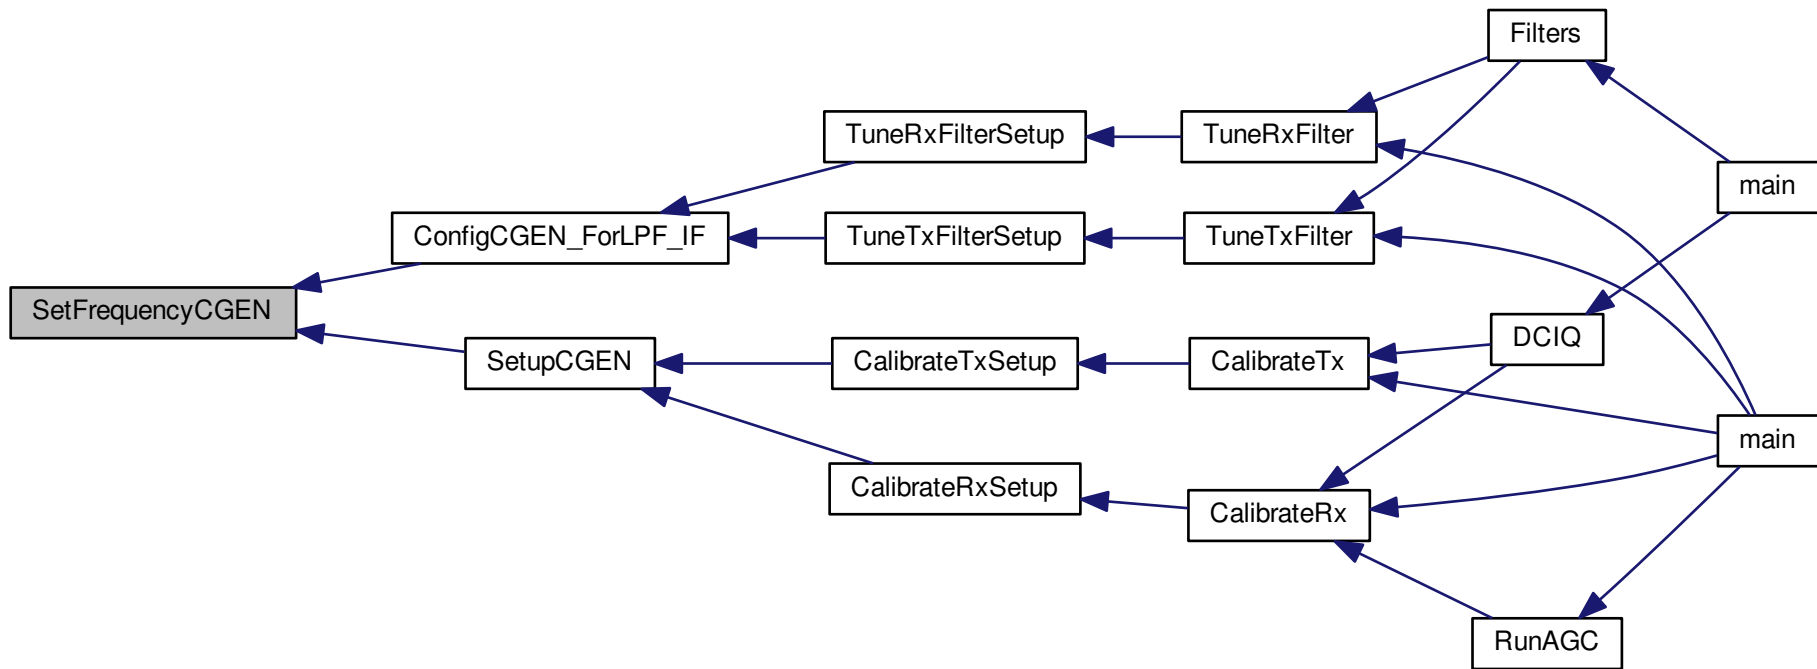 Filters
TuneRxFilterSetup
TuneRxFilter
main
ConfigCGEN_ForLPF_IF
TuneTxFilterSetup
TuneTxFilter
SetFrequencyCGEN
DCIQ
SetupCGEN
CalibrateTxSetup
CalibrateTx
main
CalibrateRxSetup
CalibrateRx
RunAGC